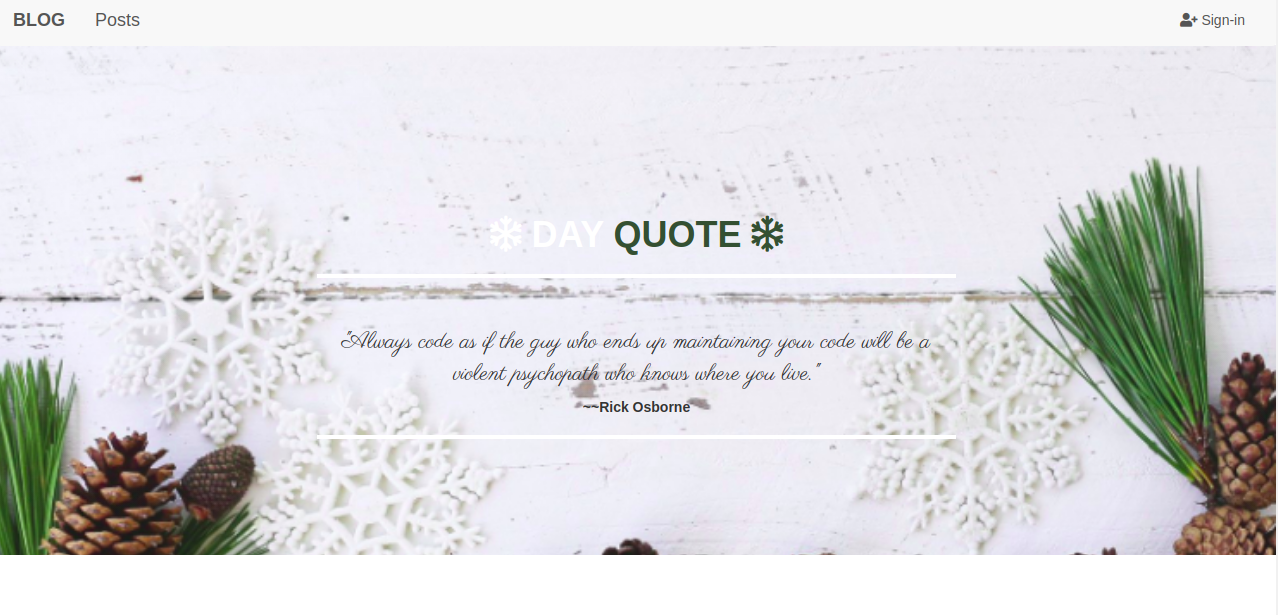 BLOG Posts Sign-in
DAY QUOTE
"Always code as if the guy who ends up maintaining your code will be a
violent psychopath who knows where you live."
~~Rick Osborne